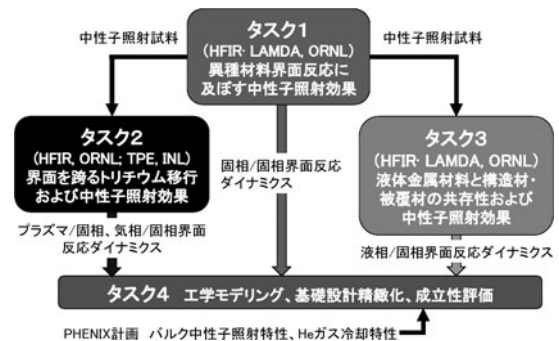 タスク1
(HFIR・LAMDA, ORNL)
異種材料界面反応に
及ぼす中性子照射効果
中性子照射試料
中性子照射試料
タスク2
(HFIR, ORNL; TPE, INL)
界面を跨るトリチウム移行
および中性子照射効果
固相/固相界面反応
ダイナミクス
タスク3
(HFIR・LAMDA, ORNL)
液体金属材料と構造材・
被覆材の共存性および
中性子照射効果
プラズマ/固相、気相/固相界面
反応ダイナミクス
液相/固相界面反応ダイナミクス
タスク4 工学モデリング、基礎設計精緻化、成立性評価
PHENIX計画 バルク中性子照射特性、Heガス冷却特性